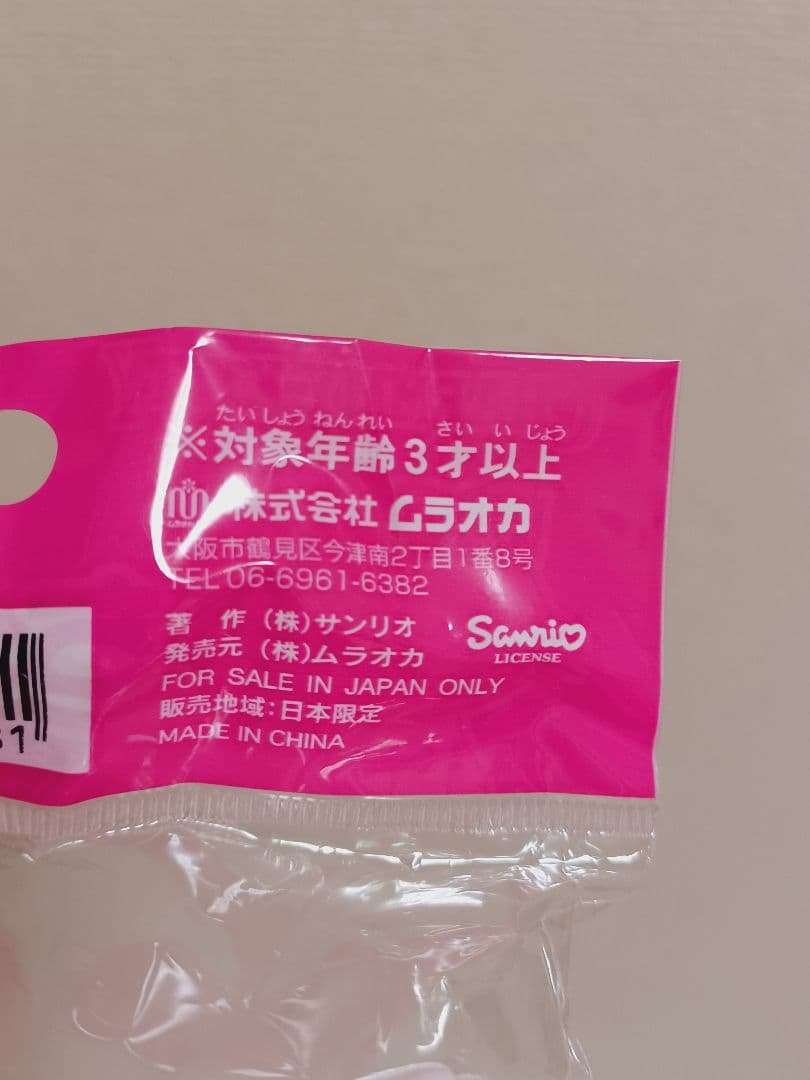 たいしょうねんれい さい い じょう
※対象年齢3才以上
ムラオカ 株式会社 ムラオカ
大阪市鶴見区今津南2丁目1番8号
TEL 06-6961-6382
著 作 (株)サンリオ
発売元 (株)ムラオカ
Sanrio
LICENSE
FOR SALE IN JAPAN ONLY
販売地域:日本限定
MADE IN CHINA